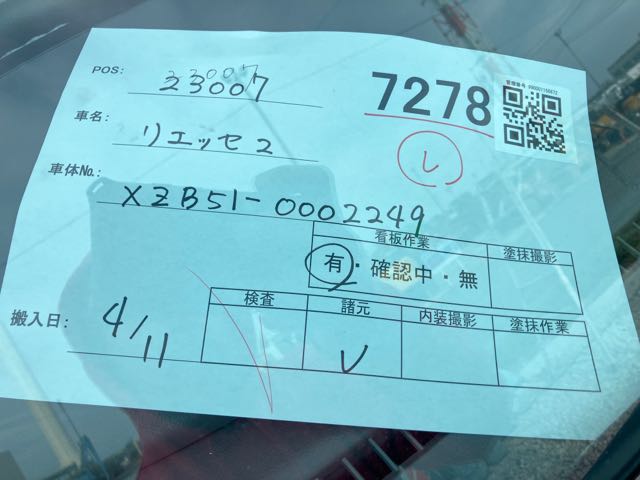 POS: 23007
7278
車名: リエッセ2
レ
車体No: XZB51-0002249
看板作業 塗抹撮影
有・確認中・無
検査 諸元 内装撮影 塗抹作業
搬入日: 4/11
レ